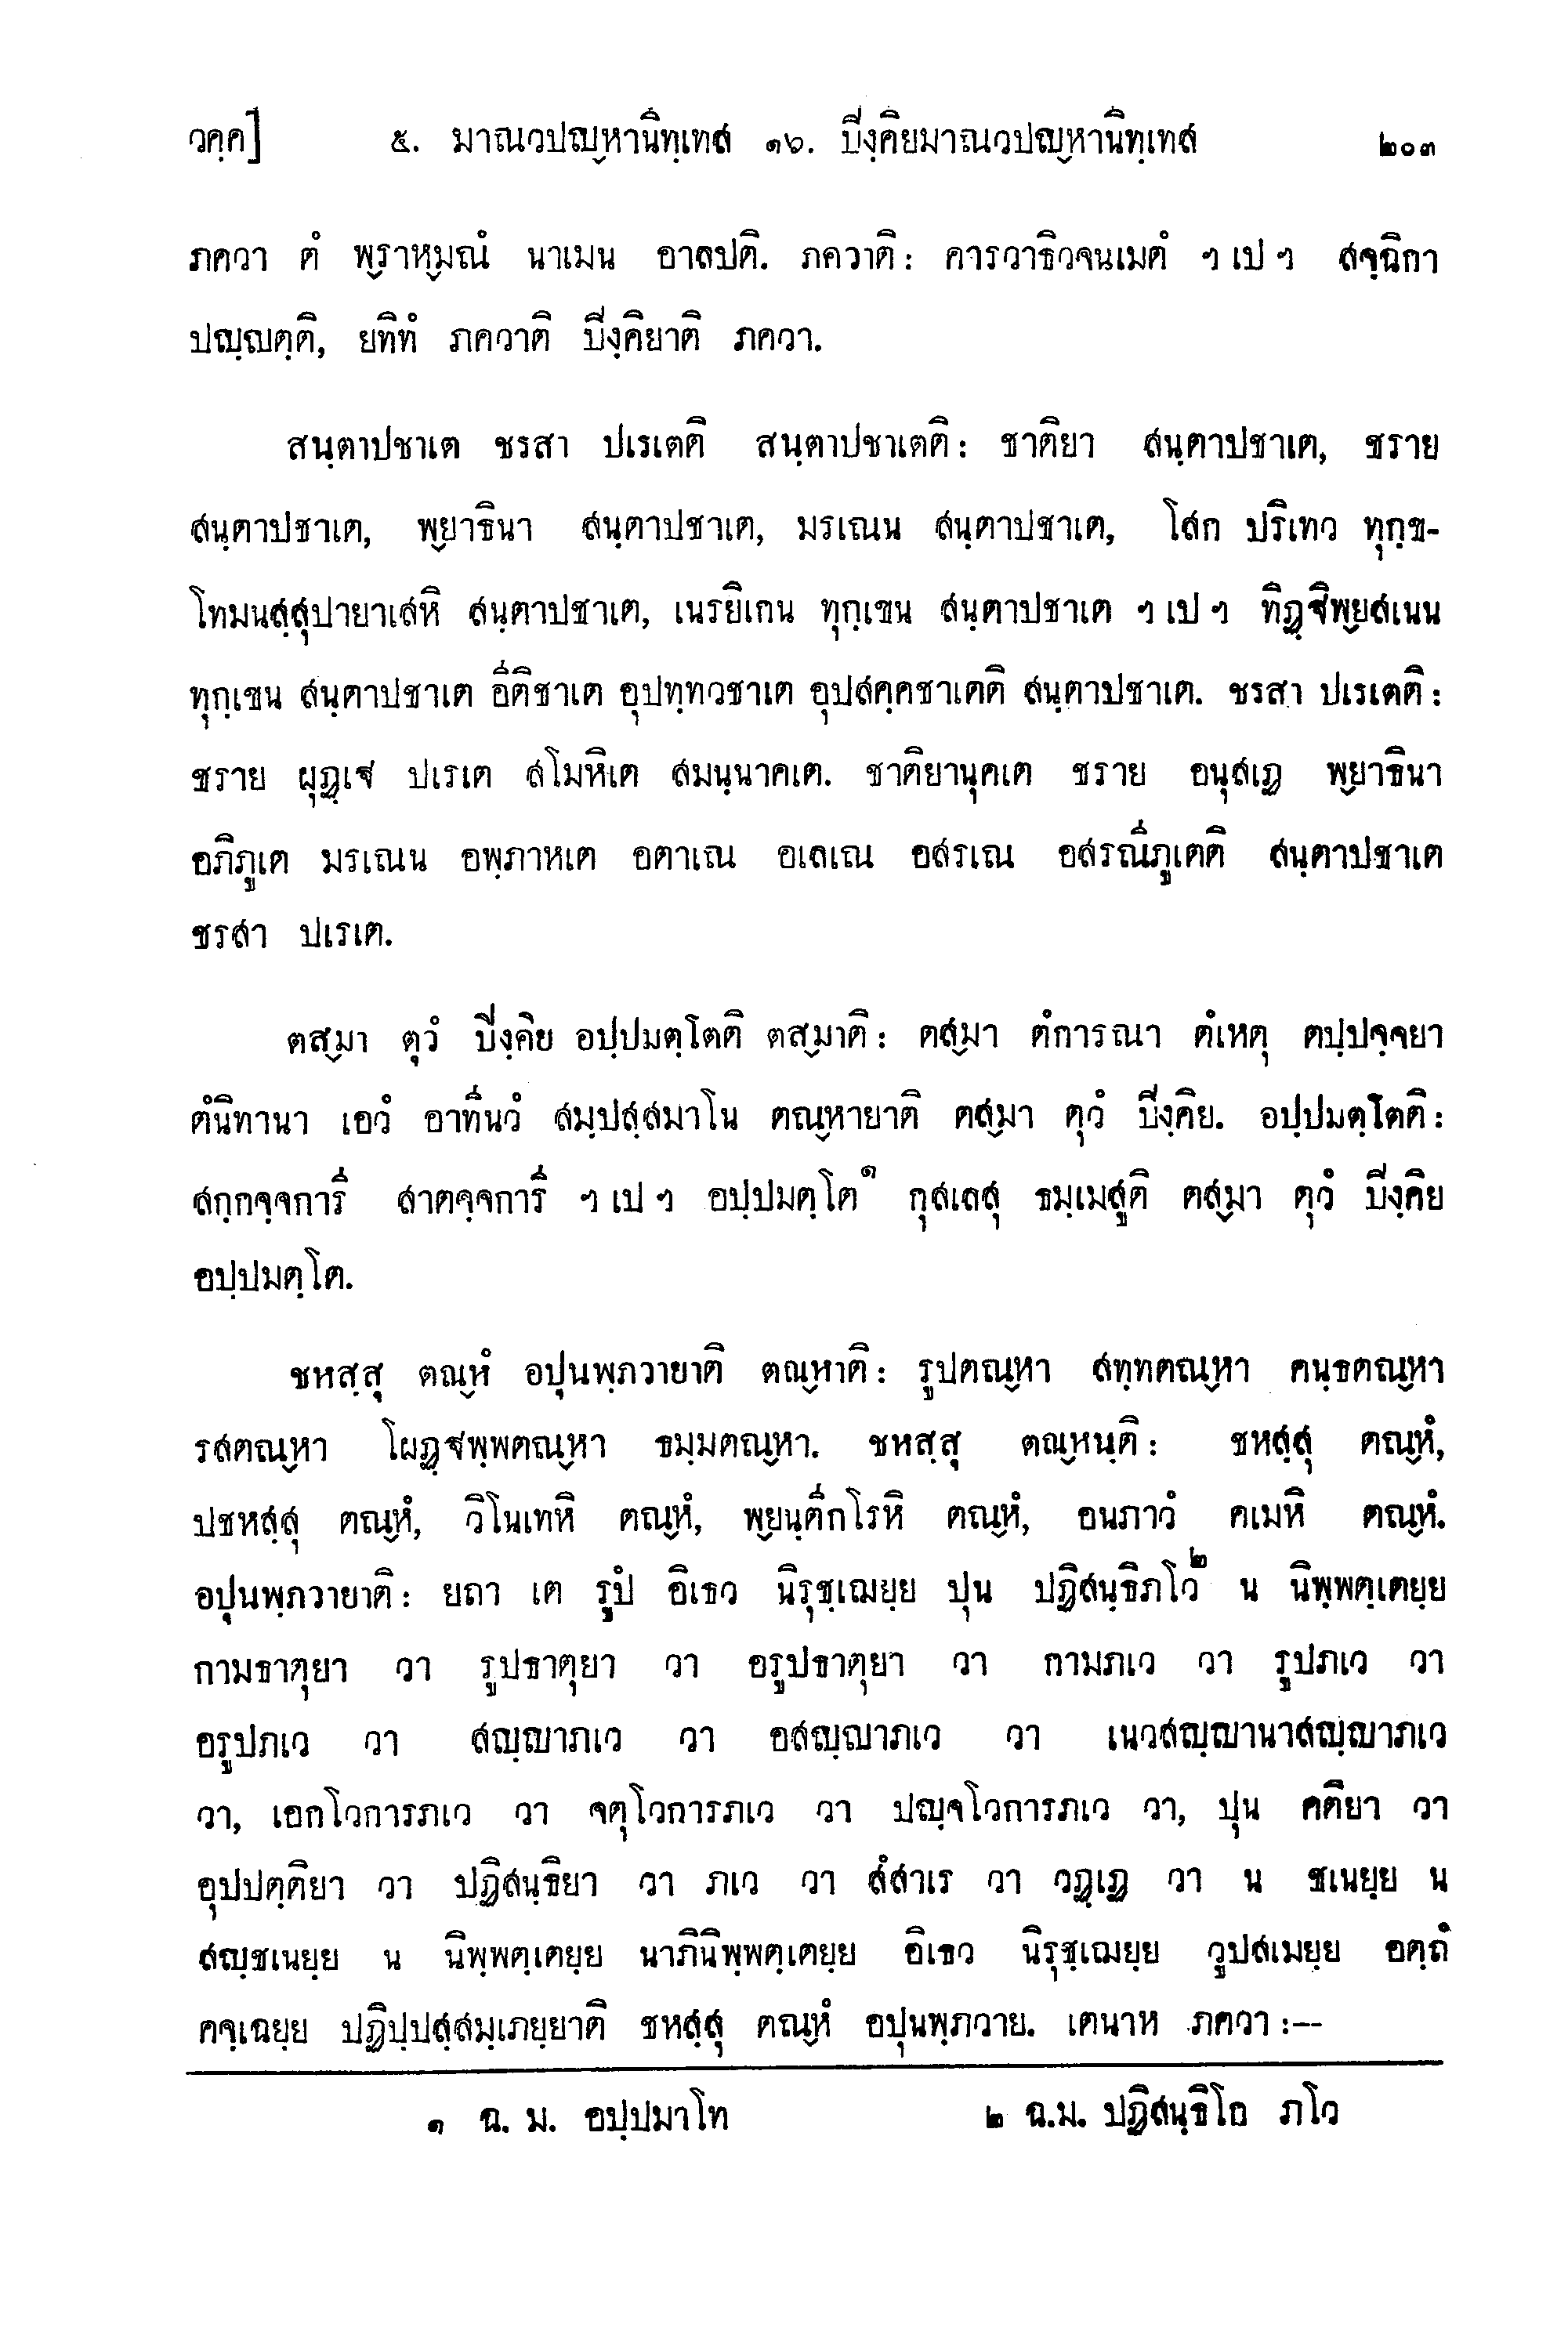 วคฺค]	๕. มาณวปญฺหานิทฺเทส ๑๖. ปิงฺคิยมาณวปญฺหานิทฺเทส	๒๐๓
ภควา ตํ พฺราหฺมณํ นาเมน อาลปติ. ภควาติ: คารวาธิวจนเมตํ ฯ เป ฯ สจฺฉิกา
ปญฺญตฺติ, ยทิทํ ภควาติ ปิงฺคิยาติ ภควา.
สนฺตาปชาเต ชรสา ปเรเตติ สนฺตาปชาเตติ: ชาติยา สนฺตาปชาเต, ชราย
สนฺตาปชาเต, พฺยาธินา สนฺตาปชาเต, มรเณน สนฺตาปชาเต, โสก ปริเทว ทุกฺข-
โทมนสฺสุปายาเสหิ สนฺตาปชาเต, เนรยิเกน ทุกฺเขน สนฺตาปชาเต ฯ เป ฯ ทิฏฺฐิพฺยสเนน
ทุกฺเขน สนฺตาปชาเต อีติชาเต อุปทฺทวชาเต อุปสคฺคชาเตติ สนฺตาปชาเต. ชรสา ปเรเตติ:
ชราย ผุฏฺเฐ ปเรเต สโมหิเต สมนฺนาคเต. ชาติยานุคเต ชราย อนุสเฏ พฺยาธินา
อภิภูเต มรเณน อพฺภาหเต อตาเณ อเลเณ อสรเณ อสรณีภูเตติ สนฺตาปชาเต
ชรสา ปเรเต.
ตสฺมา ตุวํ ปิงฺคิย อปฺปมตฺโตติ ตสฺมาติ: ตสฺมา ตํการณา ตํเหตุ ตปฺปจฺจยา
ตํนิทานา เอวํ อาทีนวํ สมฺปสฺสมาโน ตณฺหายาติ ตสฺมา ตุวํ ปิงฺคิย. อปฺปมตฺโตติ:
สกฺกจฺจการี สาตจฺจการี ฯ เป ฯ อปฺปมตฺโต๑ กุสเลสุ ธมฺเมสูติ ตสฺมา ตุวํ ปิงฺคิย
อปฺปมตฺโต.
ชหสฺสุ ตณฺหํ อปุนพฺภวายาติ ตณฺหาติ: รูปตณฺหา สทฺทตณฺหา คนฺธตณฺหา
รสตณฺหา โผฏฺฐพฺพตณฺหา ธมฺมตณฺหา. ชหสฺสุ ตณฺหนฺติ: ชหสฺสุ ตณฺหํ,
ปชหสฺสุ ตณฺหํ, วิโนเทหิ ตณฺหํ, พฺยนฺตีกโรหิ ตณฺหํ, อนภาวํ คเมหิ ตณฺหํ.
อปุนพฺภวายาติ: ยถา เต รูปํ อิเธว นิรุชฺเฌยฺย ปุน ปฏิสนฺธิภโว๒ น นิพฺพตฺเตยฺย
กามธาตุยา วา รูปธาตุยา วา อรูปธาตุยา วา กามภเว วา รูปภเว วา
อรูปภเว วา สญฺญาภเว วา อสญฺญาภเว วา เนวสญฺญานาสญฺญาภเว
วา, เอกโวการภเว วา จตุโวการภเว วา ปญฺจโวการภเว วา, ปุน คติยา วา
อุปปตฺติยา วา ปฏิสนฺธิยา วา ภเว วา สํสาเร วา วฏฺเฏ วา น ชเนยฺย น
สญฺชเนยฺย น นิพฺพตฺเตยฺย นาภินิพฺพตฺเตยฺย อิเธว นิรุชฺเฌยฺย วูปสเมยฺย อตฺถํ
คจฺเฉยฺย ปฏิปฺปสฺสมฺเภยฺยาติ ชหสฺสุ ตณฺหํ อปุนพฺภวาย. เตนาห ภควา :--
๑ ฉ. ม. อปฺปมาโท	๒ ฉ.ม. ปฏิสนฺธิโก ภโว